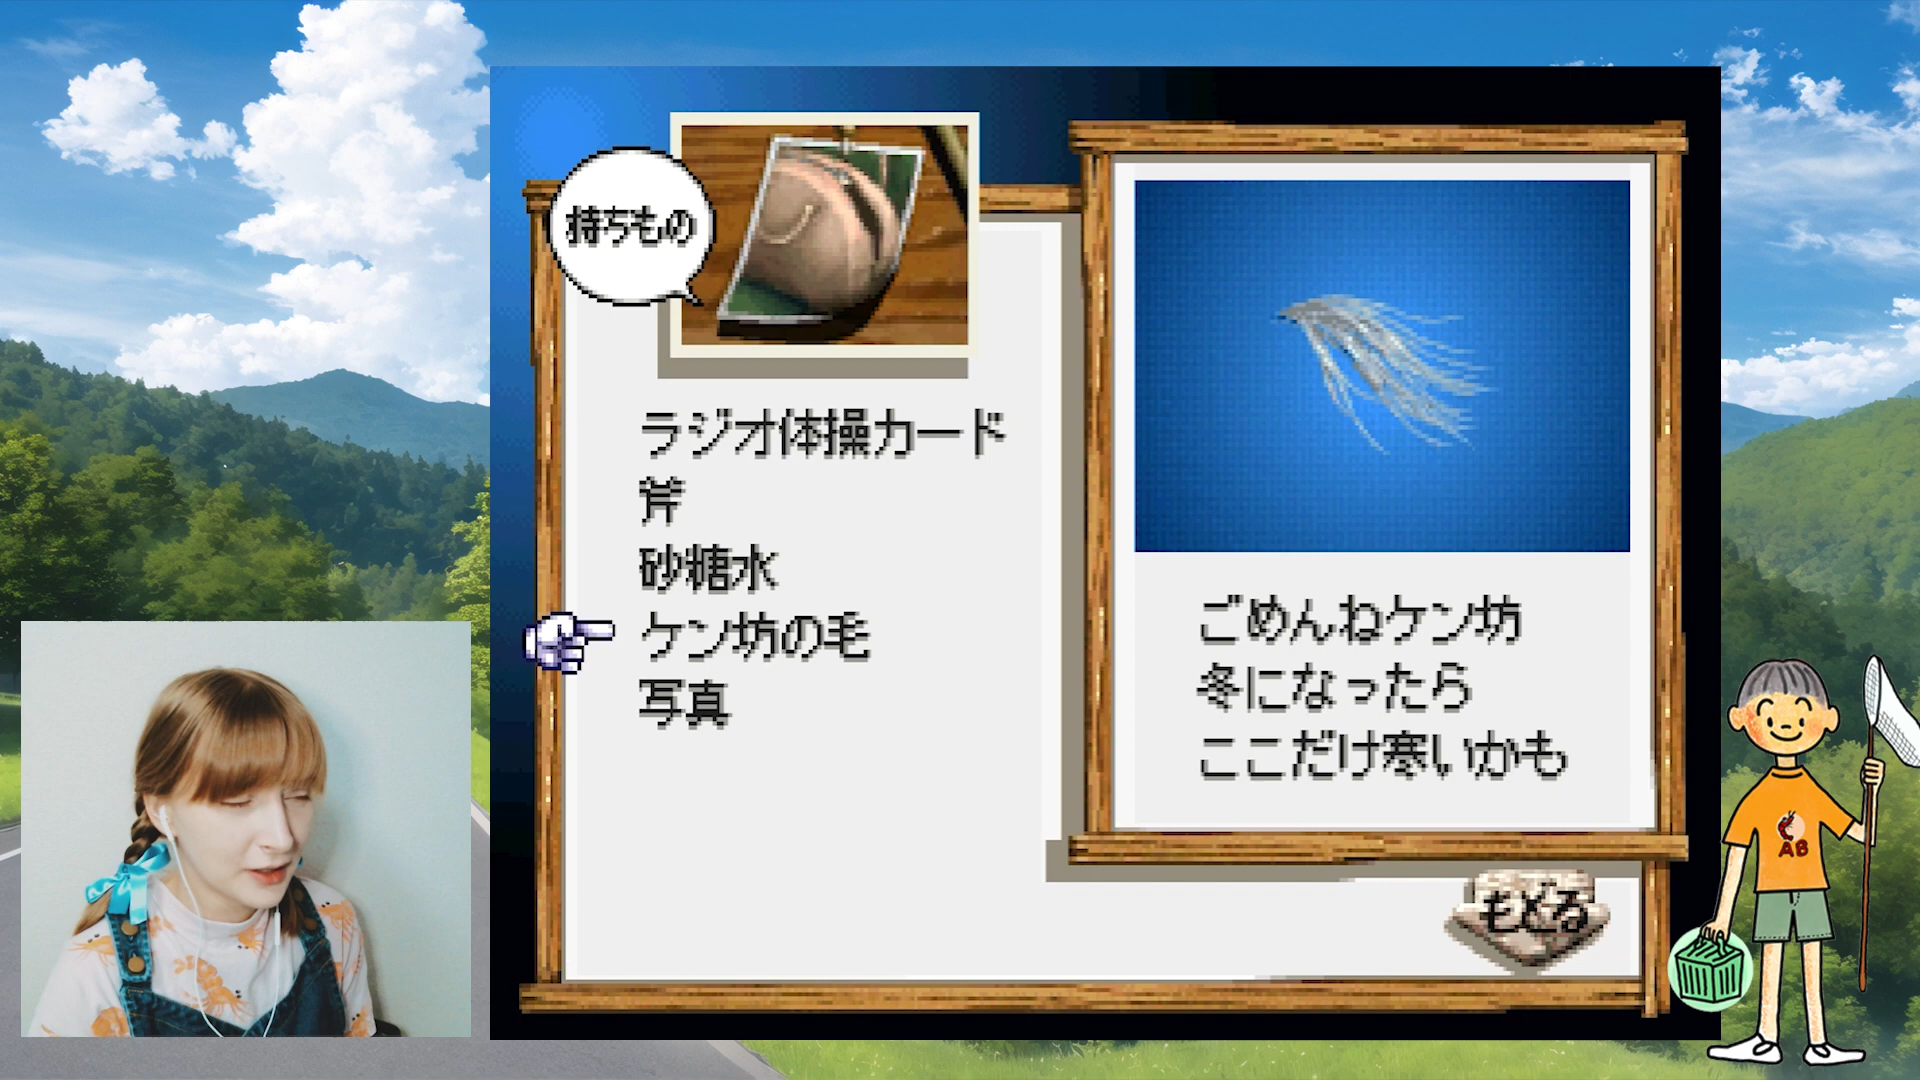 持ちもの
ラジオ体操カード
斧
砂糖水
ケン坊の毛
写真
ごめんねケン坊
冬になったら
ここだけ寒いかも
もどる
AB